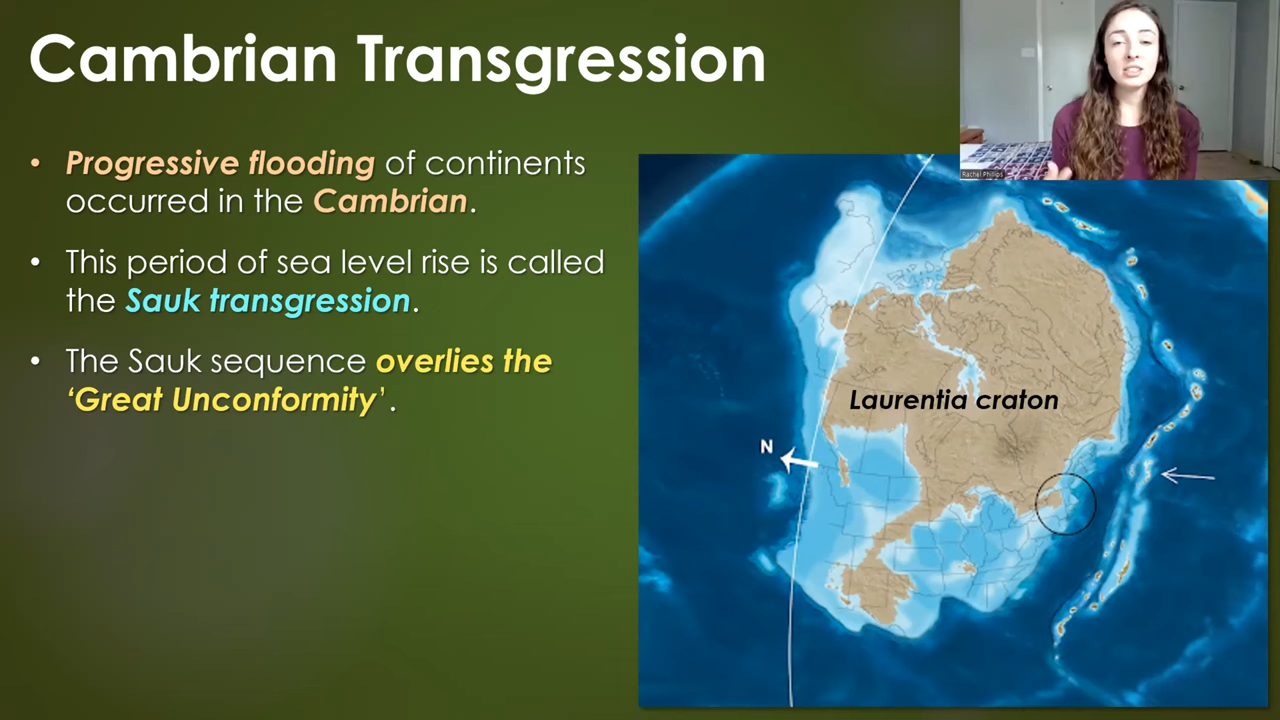 Cambrian Transgression
• Progressive flooding of continents
occurred in the Cambrian.
• This period of sea level rise is called
the Sauk transgression.
• The Sauk sequence overlies the
‘Great Unconformity’.
Rachel Phillips
Laurentia craton
N